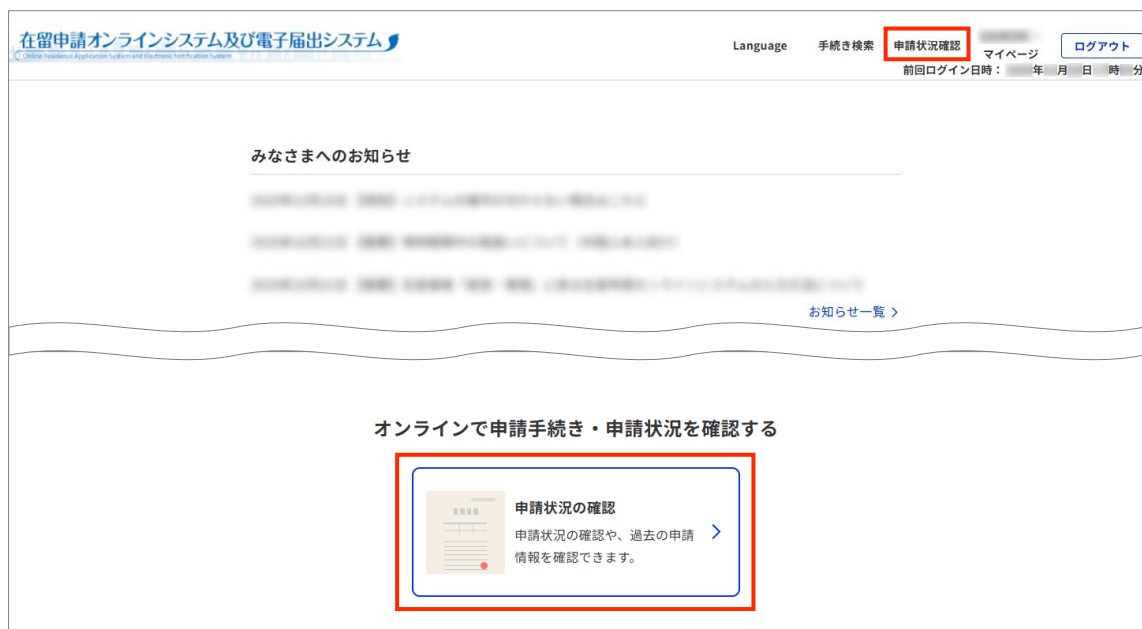 在留申請オンラインシステム及び電子届出システム
Online Residence Application System and Electronic Notification System
Language 手続き検索 申請状況確認 マイページ ログアウト
前回ログイン日時： 年 月 日 時 分
みなさまへのお知らせ
お知らせ一覧
オンラインで申請手続き・申請状況を確認する
申請状況の確認
申請状況の確認や、過去の申請
情報を確認できます。